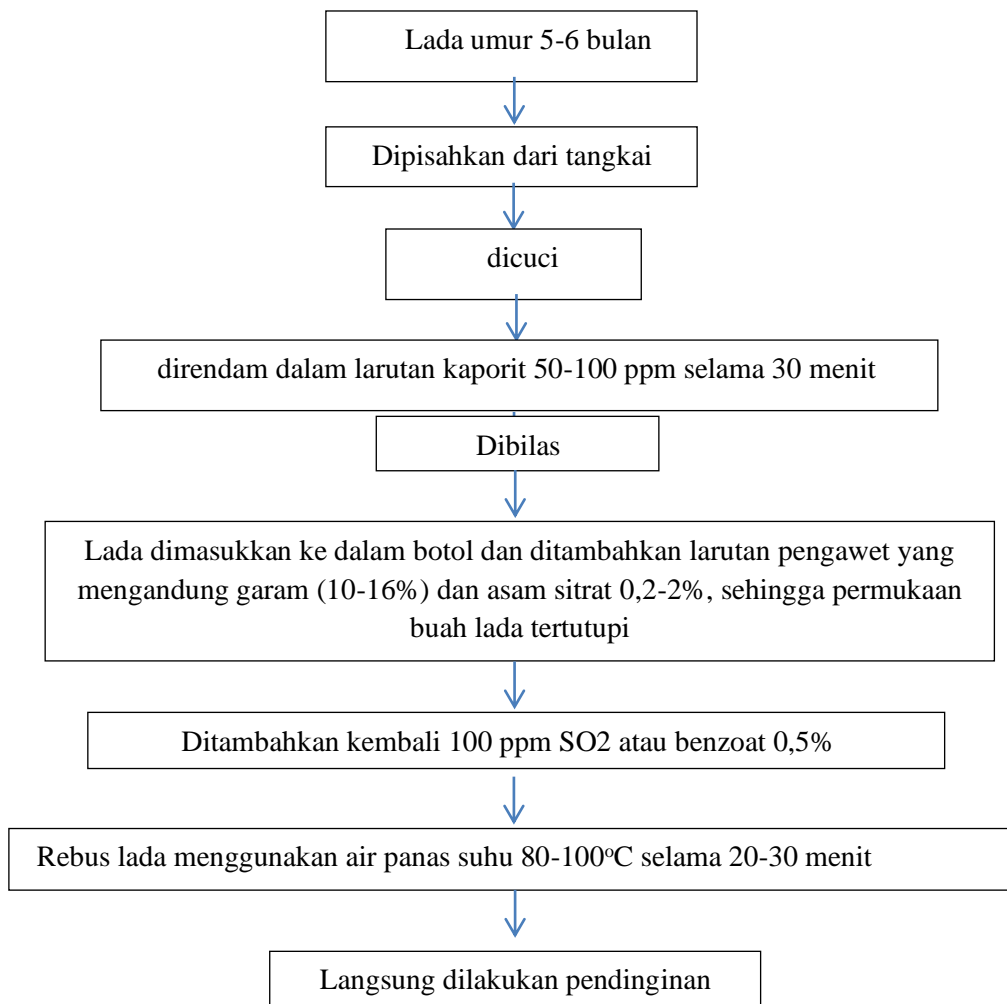 Lada umur 5-6 bulan
Dipisahkan dari tangkai
dicuci
direndam dalam larutan kaporit 50-100 ppm selama 30 menit
Dibilas
Lada dimasukkan ke dalam botol dan ditambahkan larutan pengawet yang
mengandung garam (10-16%) dan asam sitrat 0,2-2%, sehingga permukaan
buah lada tertutupi
Ditambahkan kembali 100 ppm SO2 atau benzoat 0,5%
Rebus lada menggunakan air panas suhu 80-100°C selama 20-30 menit
Langsung dilakukan pendinginan